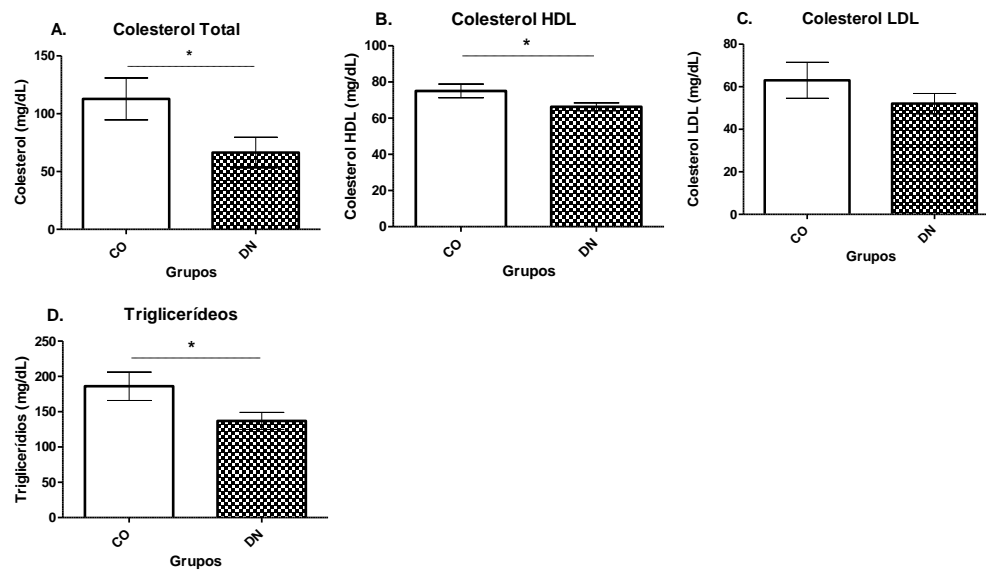 A. Colesterol Total
*
Colesterol (mg/dL)
150
100
50
0
CO
DN
Grupos
B. Colesterol HDL
*
Colesterol HDL (mg/dL)
100
80
60
40
20
0
CO
DN
Grupos
C. Colesterol LDL
Colesterol LDL (mg/dL)
80
60
40
20
0
CO
DN
Grupos
D. Triglicerídeos
*
Triglicerídios (mg/dL)
250
200
150
100
50
0
CO
DN
Grupos